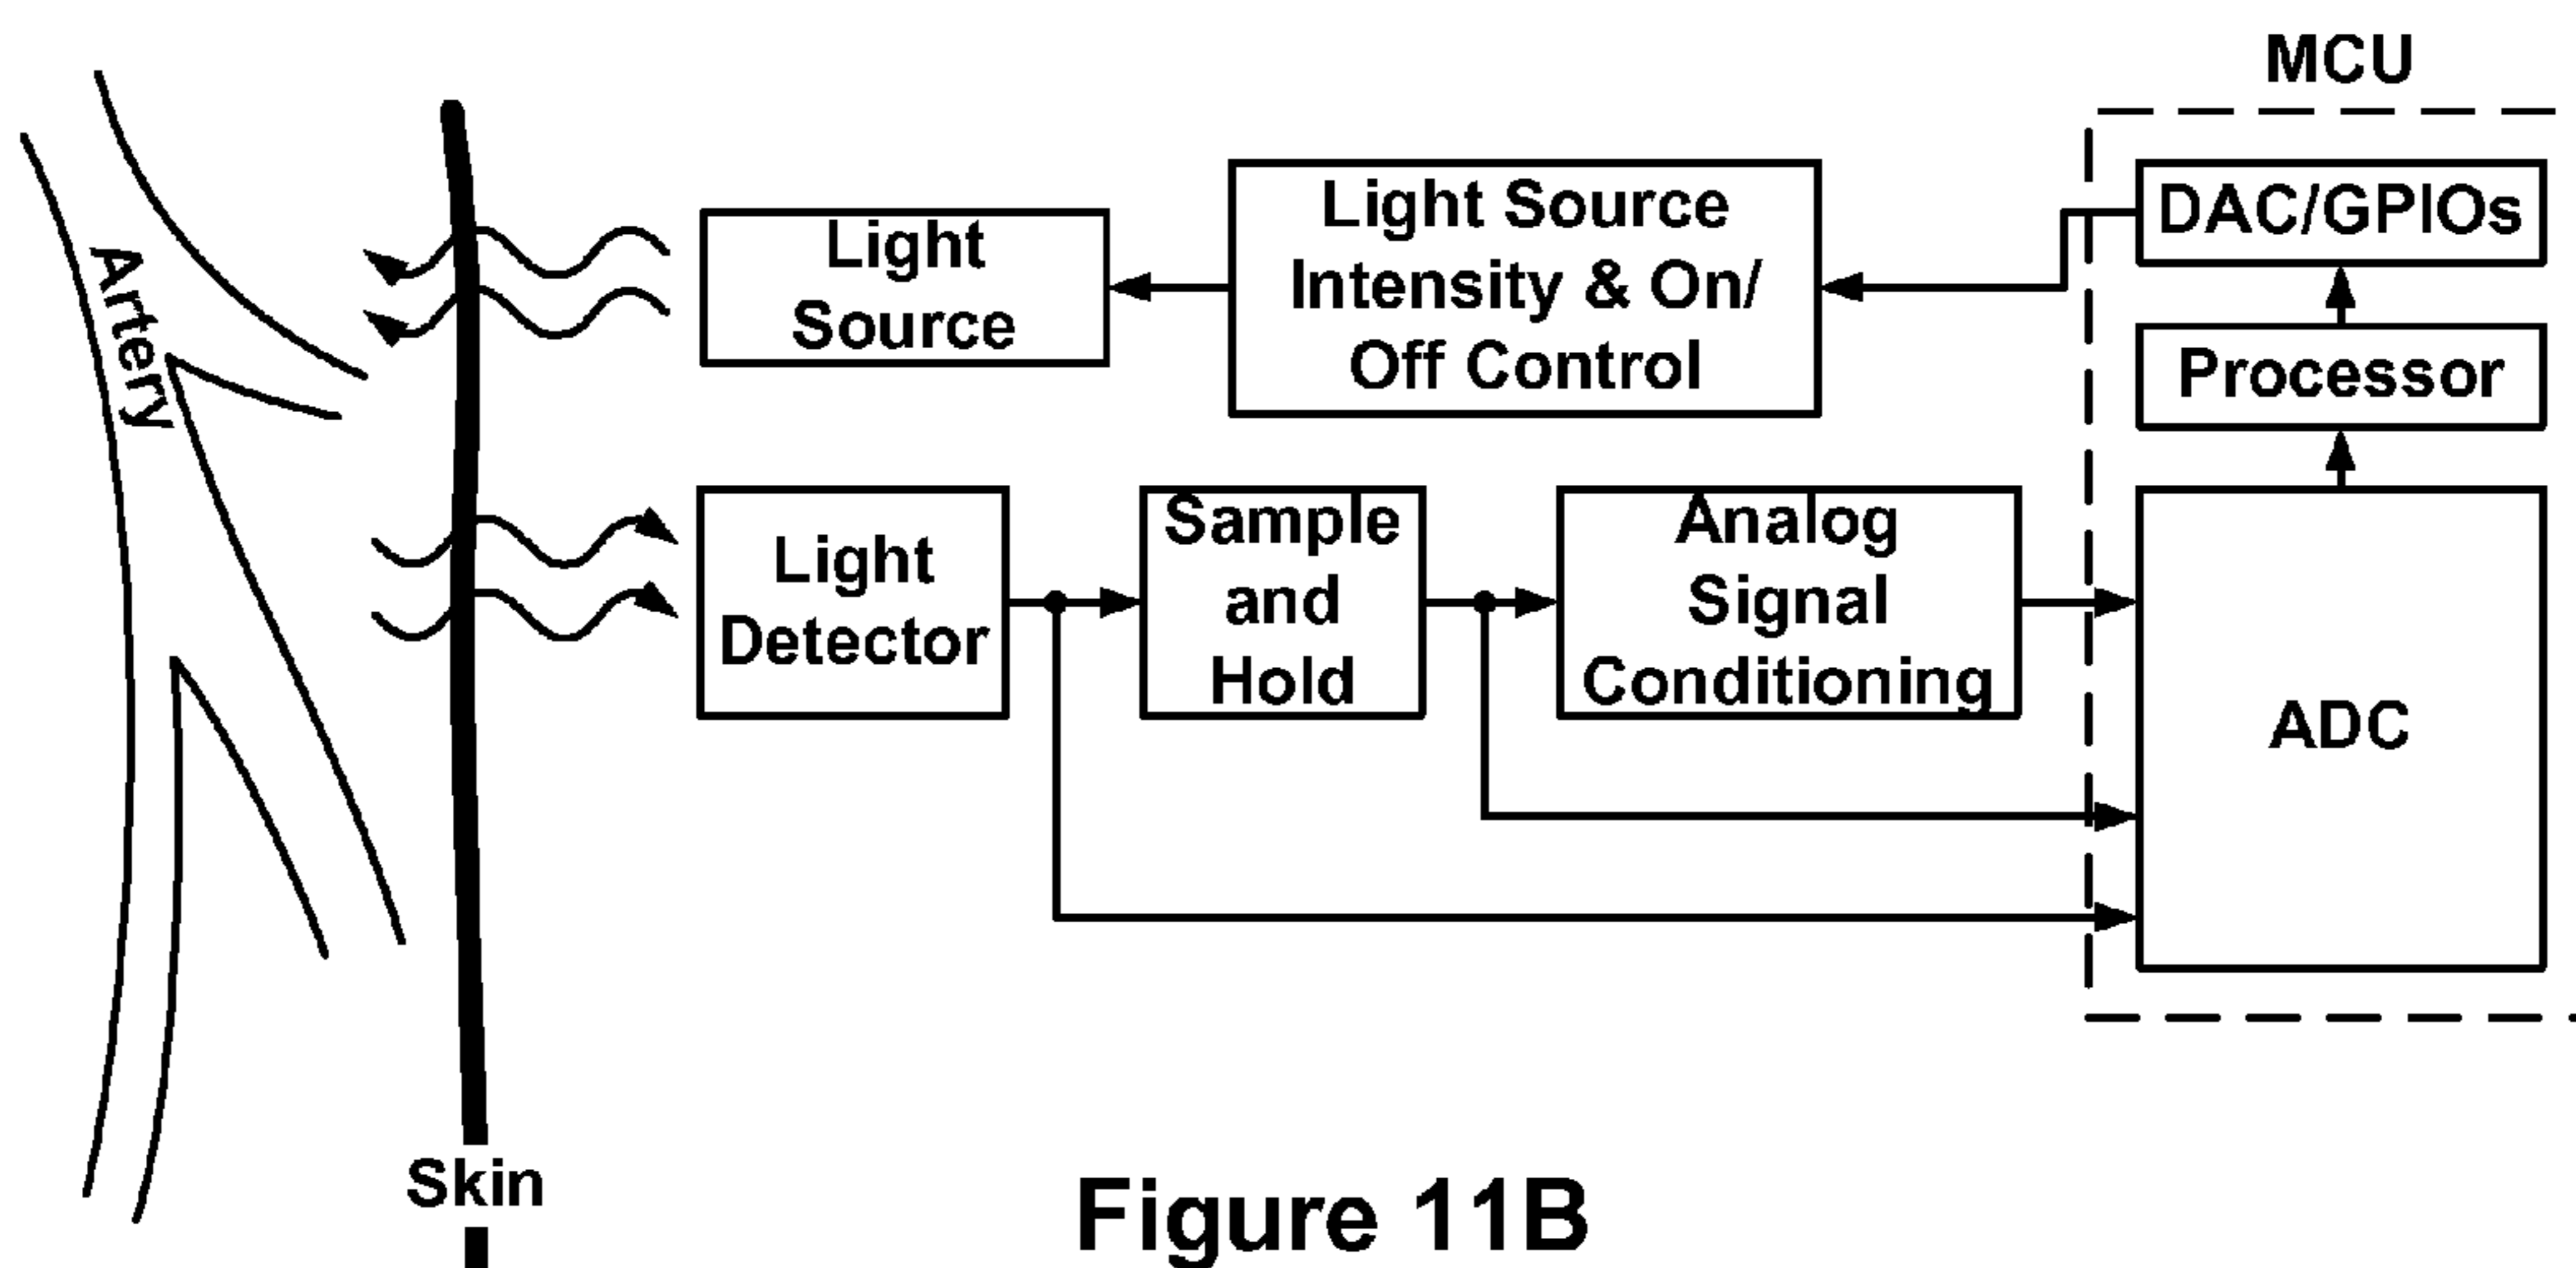 MCU
Artery
Light
Source
Light Source
Intensity & On/
Off Control
DAC/GPIOs
Processor
Light
Detector
Sample
and
Hold
Analog
Signal
Conditioning
ADC
Skin
Figure 11B